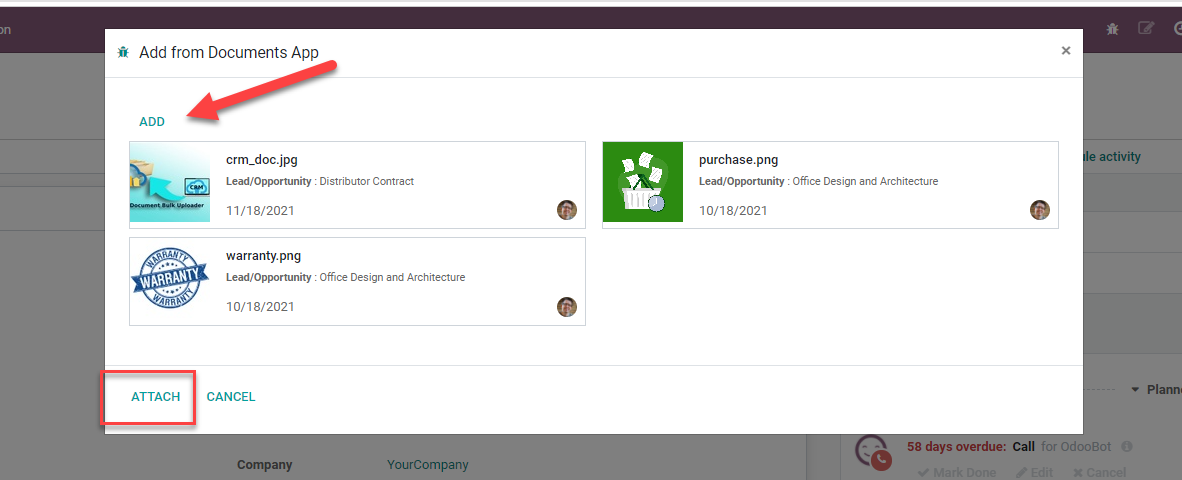 on
Add from Documents App
×
ADD
crm_doc.jpg
Lead/Opportunity : Distributor Contract
11/18/2021
CRM
Document Bulk Uploader
purchase.png
Lead/Opportunity : Office Design and Architecture
10/18/2021
warranty.png
Lead/Opportunity : Office Design and Architecture
10/18/2021
WARRANTY
WARRANTY
WARRANTY
ule activity
ATTACH
CANCEL
Planne
58 days overdue: Call for OdooBot
Mark Done Edit Cancel
Company YourCompany